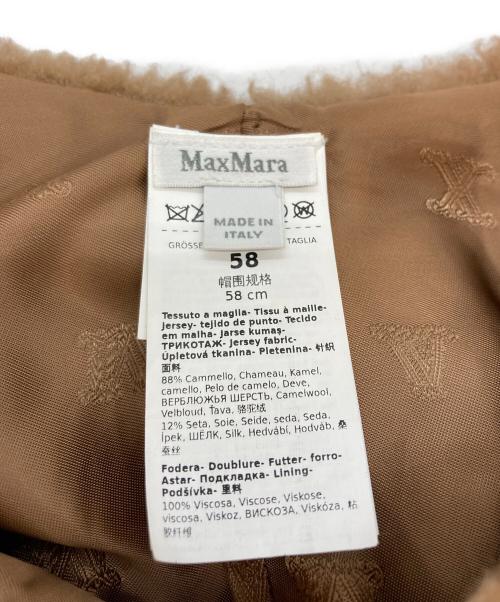 MaxMara
MADE IN
ITALY
GRÖSSE TAGLIA
58
帽围规格
58 cm
Tessuto a maglia- Tissu à maille-
Jersey- tejido de punto- Tecido
em malha- Jarse kumaş-
ТРИКОТАЖ- Jersey fabric-
Úpletová tkanina- Pletenina- 针织
面料
88% Cammello, Chameau, Kamel,
camello, Pelo de camelo, Deve,
ВЕРБЛЮЖЬЯ ШЕРСТЬ, Camelwool,
Velbloud, Ťava, 骆驼绒
12% Seta, Soie, Seide, seda, Seda,
İpek, ШЁЛК, Silk, Hedvábí, Hodváb, 桑
蚕丝
Fodera- Doublure- Futter- forro-
Astar- Подкладка- Lining-
Podšívka- 里料
100% Viscosa, Viscose, Viskose,
viscosa, Viskoz, ВИСКОЗА, Viskóza, 粘
胶纤维